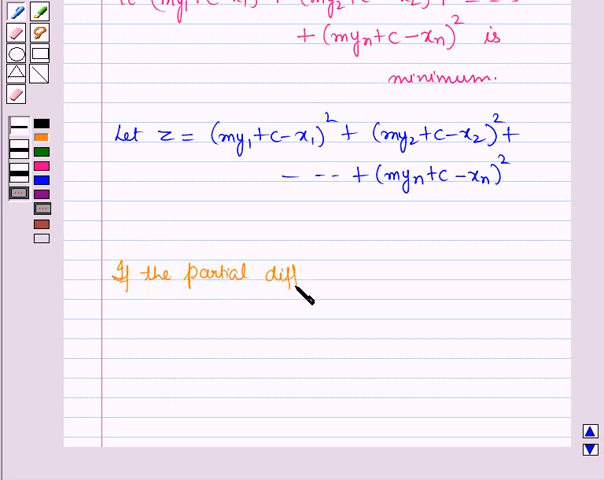 + (myn+c-xn)² is
minimum.
Let z = (my₁+c-x₁)² + (my₂+c-x₂)² +
- -- + (myn+c-xn)²
If the partial diff